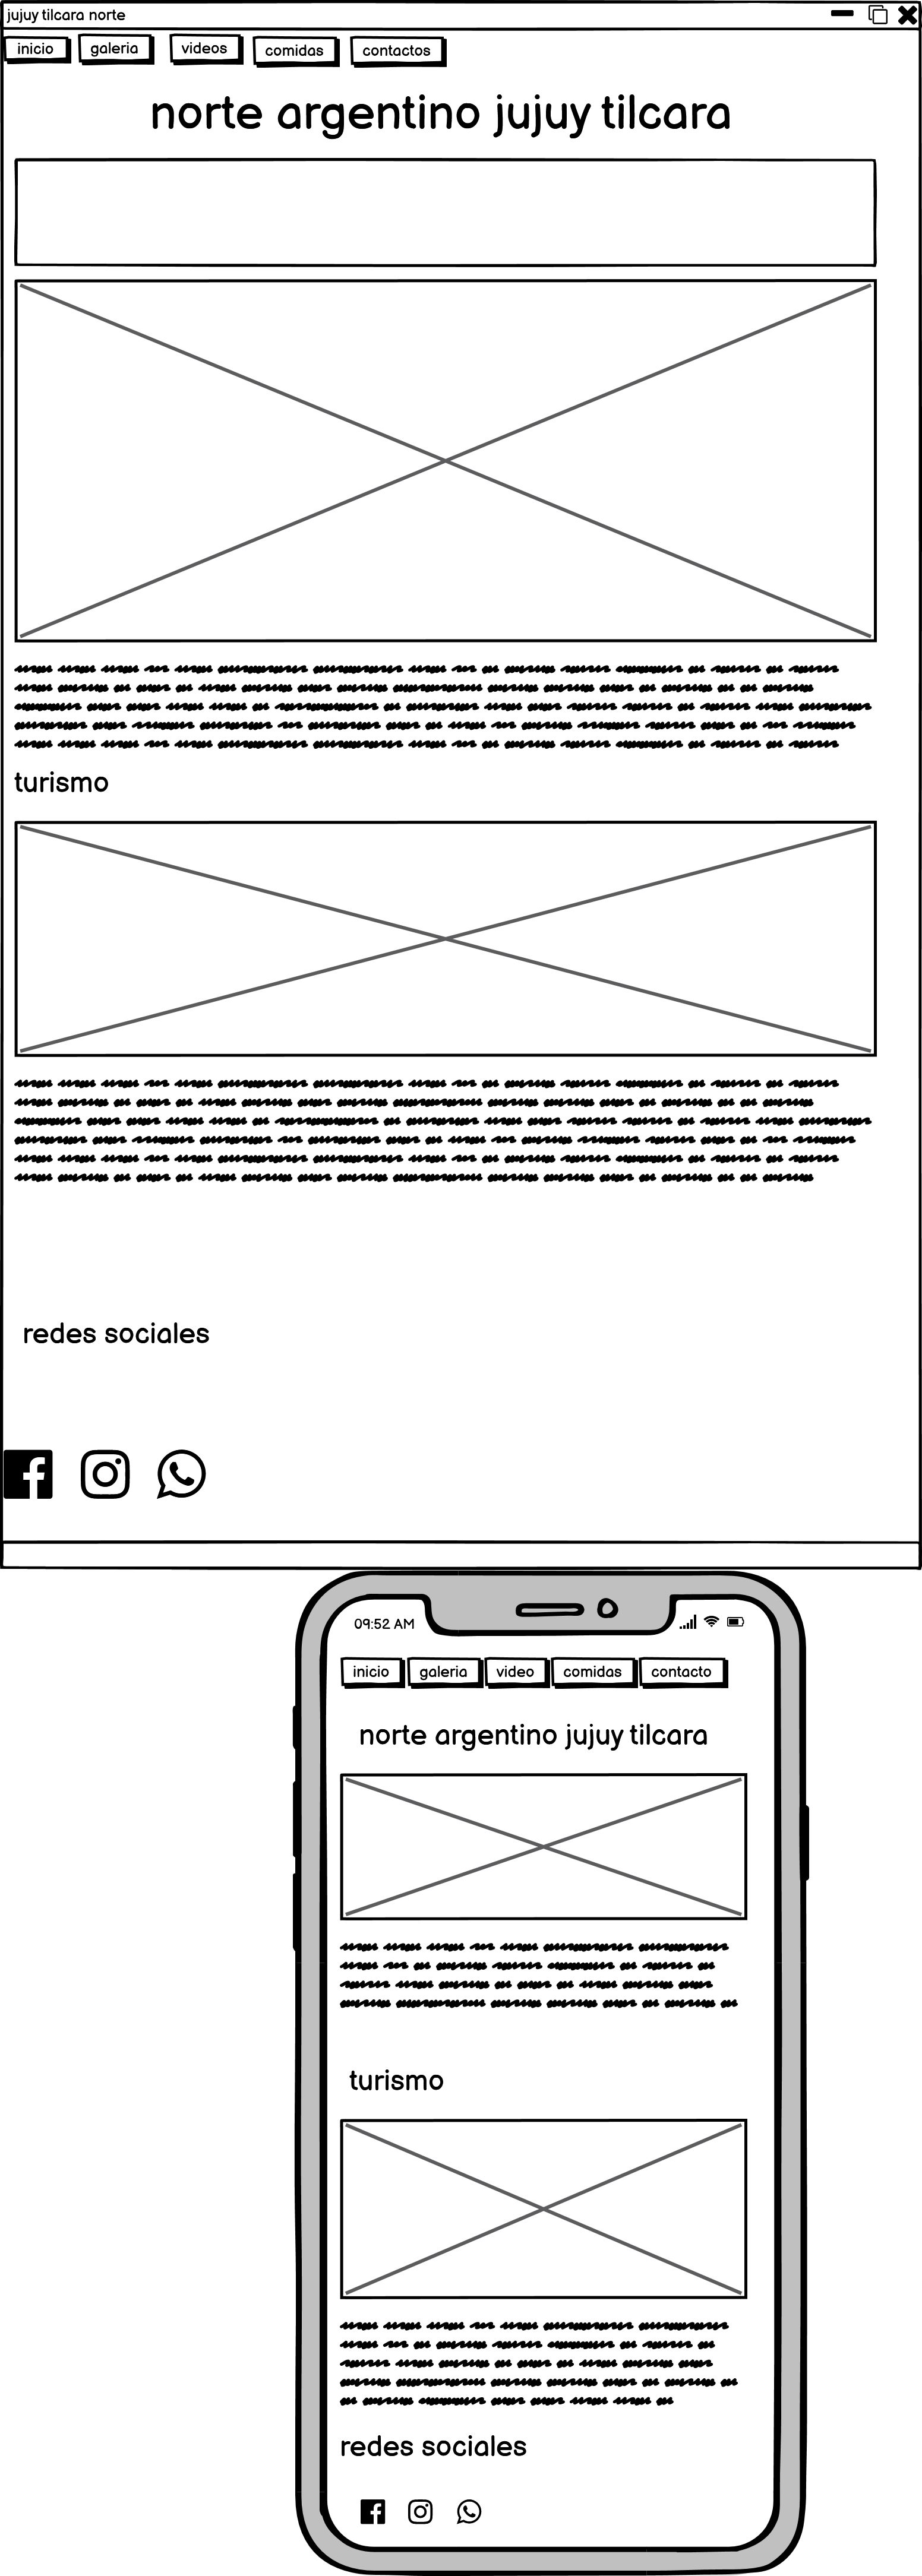 jujuy tilcara norte
inicio galeria videos comidas contactos
norte argentino jujuy tilcara
turismo
redes sociales
09:52 AM
inicio galeria video comidas contacto
norte argentino jujuy tilcara
turismo
redes sociales